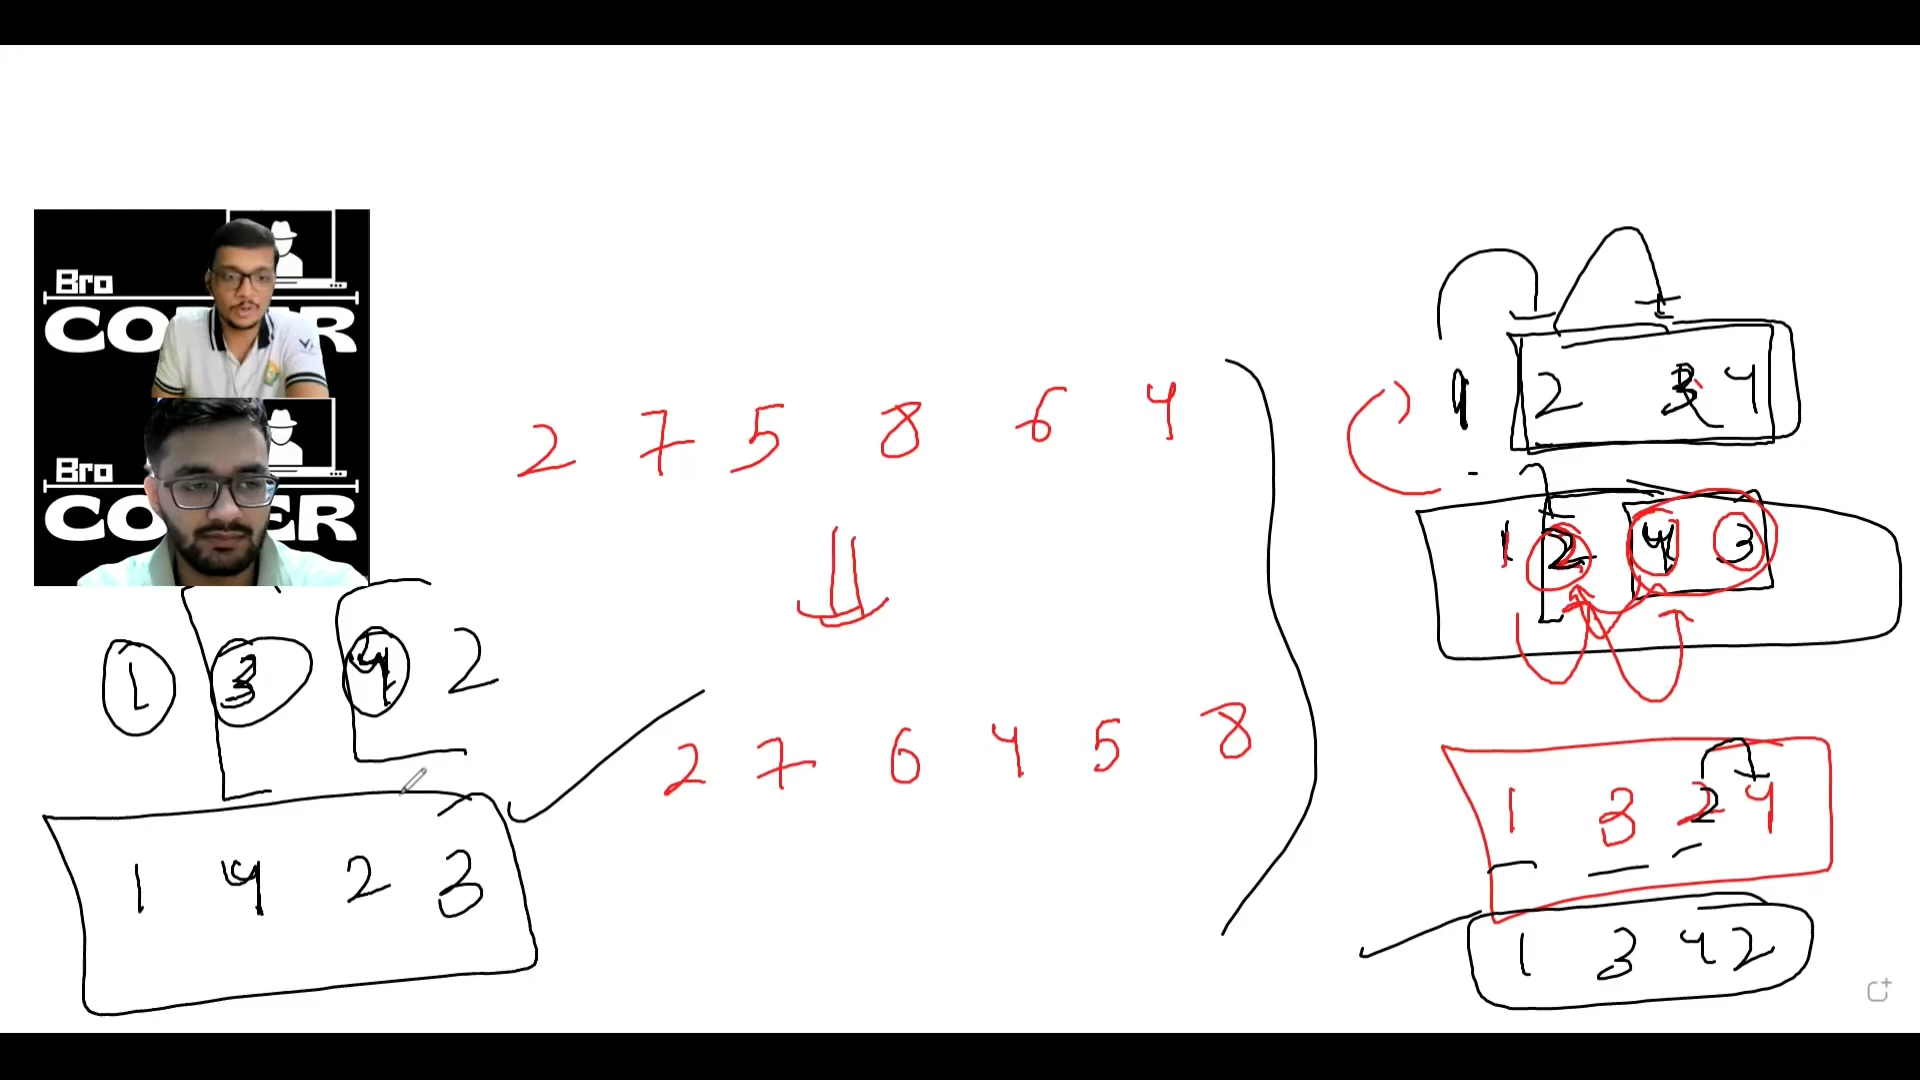 Bro
CODER
Bro
CODER
2 7 5 8 6 4
2 7 6 4 5 8
1 3 4 2
1 4 2 3
1 2 3 4
1 2 4 3
1 3 2 4
1 3 4 2